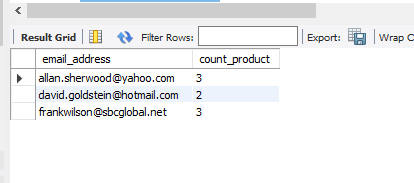 Result Grid Filter Rows: Export: Wrap C
email_address count_product
allan.sherwood@yahoo.com 3
david.goldstein@hotmail.com 2
frankwilson@sbcglobal.net 3